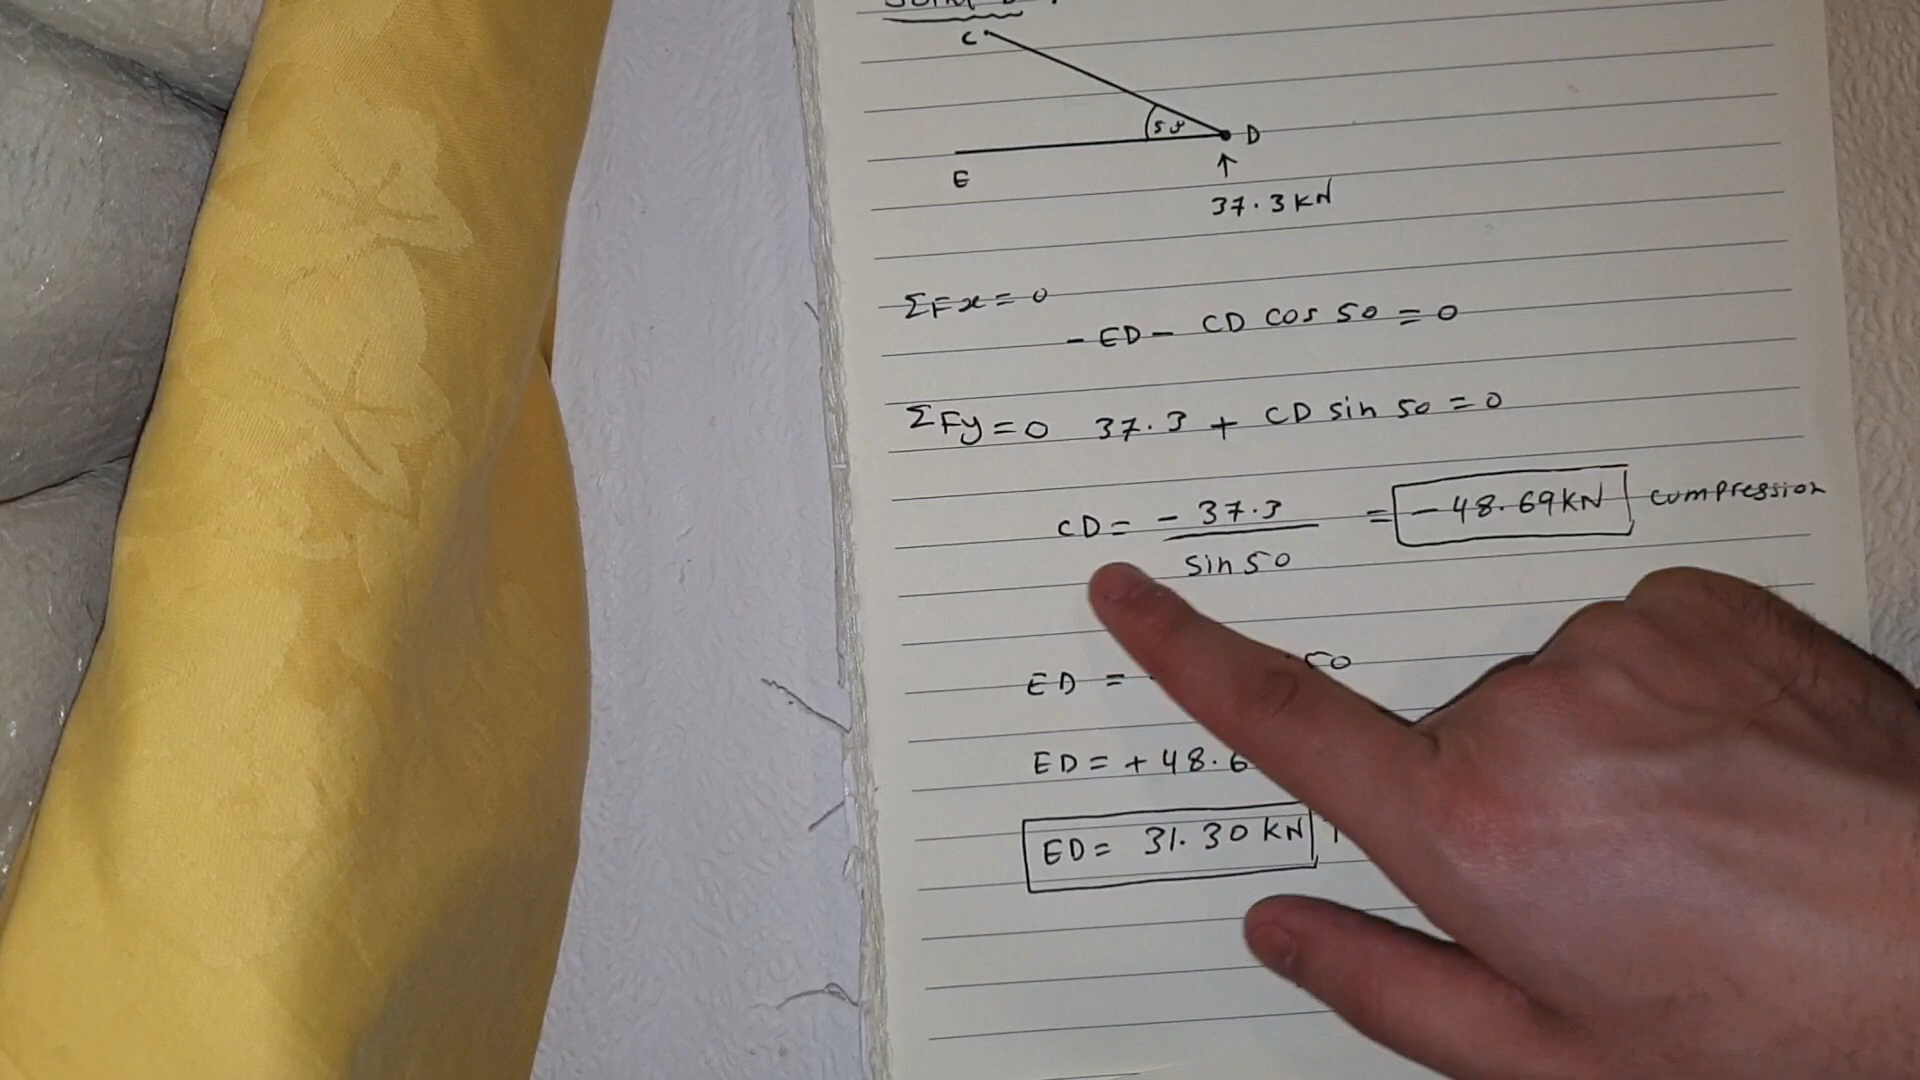 C
50°
D
E
37.3 KN
ΣFx = 0
- ED - CD cos 50 = 0
ΣFy = 0 37.3 + CD sin 50 = 0
CD = - 37.3 / sin 50 = - 48.69 KN compression
ED = 50
ED = + 48.6
ED = 31.30 KN